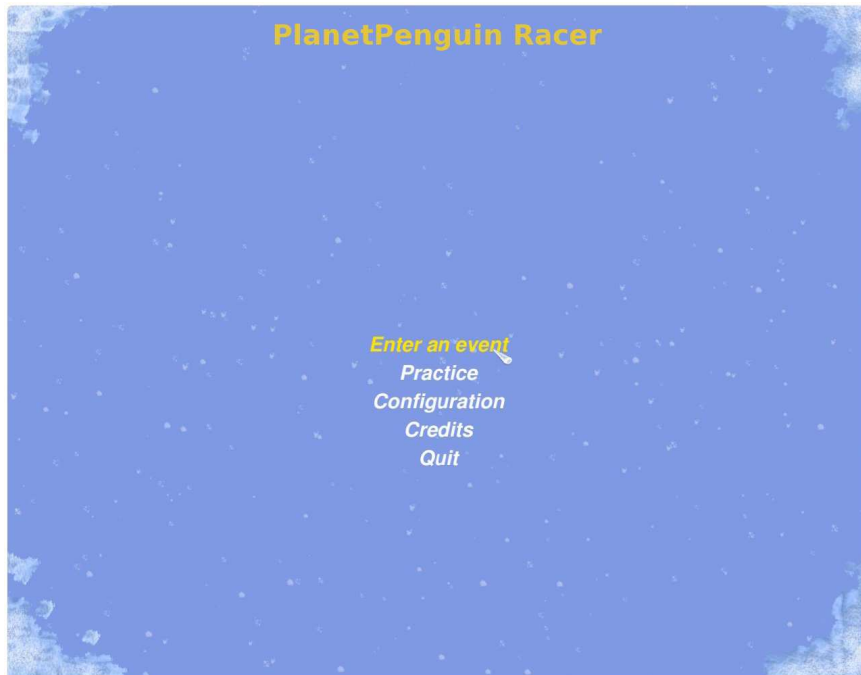 PlanetPenguin Racer
Enter an event
Practice
Configuration
Credits
Quit